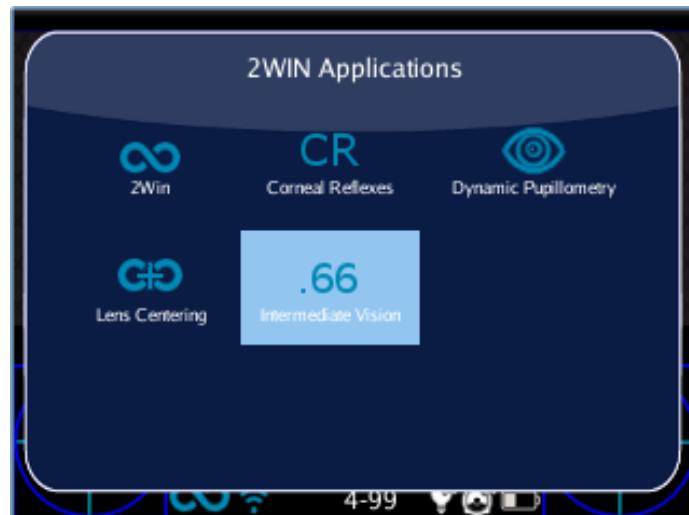 2WIN Applications
CR
2Win
Corneal Reflexes
Dynamic Pupillometry
.66
Lens Centering
Intermediate Vision
4-99